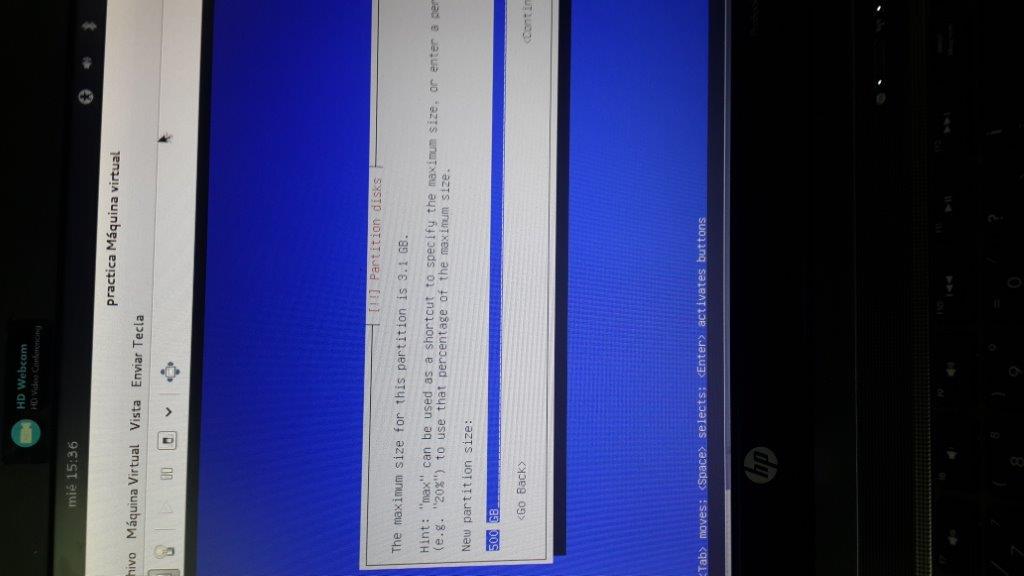 HD Webcom
HD Video Conferencing
mié 15:36
practica Máquina virtual
hivo Máquina Virtual Vista Enviar Tecla
[!!] Partition disks
The maximum size for this partition is 3.1 GB.
Hint: "max" can be used as a shortcut to specify the maximum size, or enter a per
(e.g. "20%") to use that percentage of the maximum size.
New partition size:
500 GB
<Go Back>
<Contin
<Tab> moves; <Space> selects; <Enter> activates buttons
hp